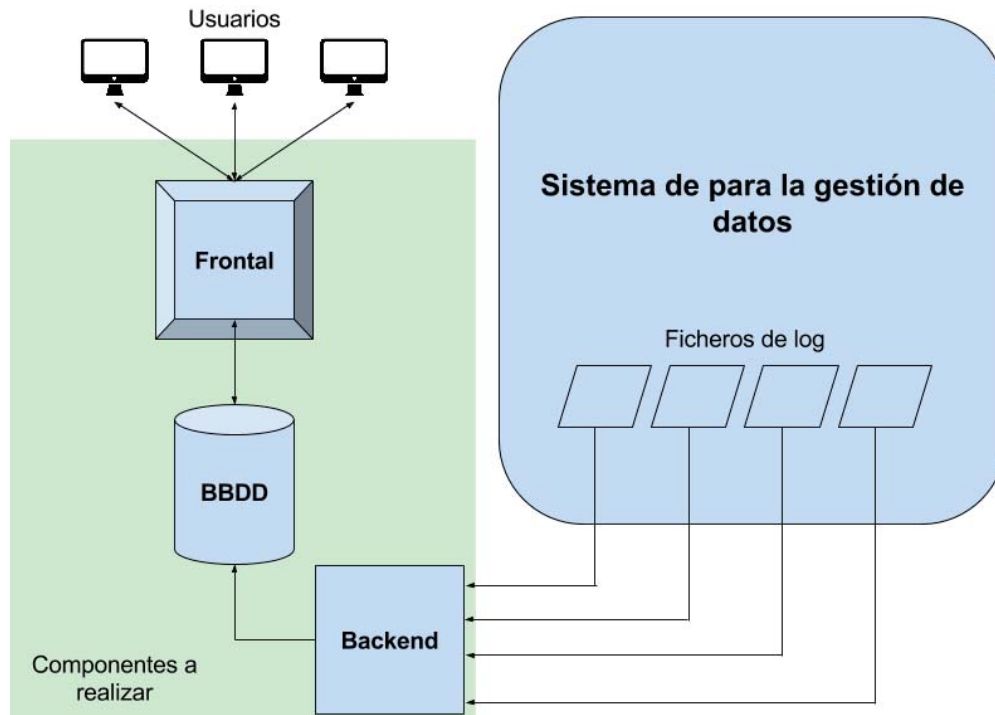 Usuarios
Sistema de para la gestión de
datos
Frontal
Ficheros de log
BBDD
Backend
Componentes a
realizar